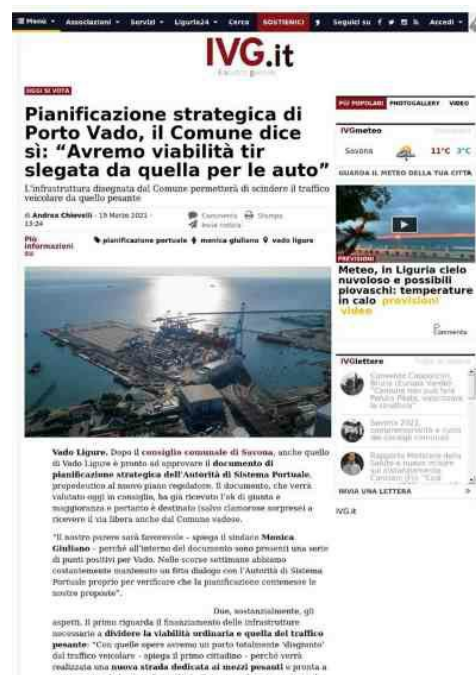 Menù Associazioni Servizi Liguria24 Cerca SOSTIENICI Seguici su Accedi
IVG.it
OGGI SI VOTA
Pianificazione strategica di
Porto Vado, il Comune dice
sì: “Avremo viabilità tir
slegata da quella per le auto”
L'infrastruttura disegnata dal Comune permetterà di scindere il traffico
veicolare da quello pesante
di Andrea Chiovelli - 19 Marzo 2021 -
13:24
Commenta Stampa
Invia notizia
Più
informazioni
su
pianificazione portuale monica giuliano vado ligure
Vado Ligure. Dopo il consiglio comunale di Savona, anche quello
di Vado Ligure è pronto ad approvare il documento di
pianificazione strategica dell'Autorità di Sistema Portuale,
propedeutico al nuovo piano regolatore. Il documento, che verrà
valutato oggi in consiglio, ha già ricevuto l'ok di giunta e
maggioranza e pertanto è destinato (salvo clamorose sorprese) a
ricevere il via libera anche dal Comune vadese.
"Il nostro parere sarà favorevole - spiega il sindaco Monica
Giuliano - perché all'interno del documento sono presenti una serie
di punti positivi per Vado. Nelle scorse settimane abbiamo
costantemente mantenuto un fitto dialogo con l'Autorità di Sistema
Portuale proprio per verificare che la pianificazione contenesse le
nostre proposte".
Due, sostanzialmente, gli
aspetti. Il primo riguarda il finanziamento delle infrastrutture
necessarie a dividere la viabilità ordinaria e quella del traffico
pesante: "Con quelle opere avremo un porto totalmente 'disgiunto'
dal traffico veicolare - spiega il primo cittadino - perché verrà
realizzata una nuova strada dedicata ai mezzi pesanti e pronta a
PIÙ POPOLARI PHOTOGALLERY VIDEO
IVGmeteo
Savona 11°C 3°C
GUARDA IL METEO DELLA TUA CITTÀ
PREVISIONI
Meteo, in Liguria cielo
nuvoloso e possibili
piovaschi: temperature
in calo previsioni
video
Commenta
IVGlettere
INVIA UNA LETTERA >
IVG.it